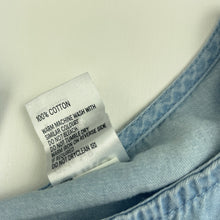 100% COTTON
WARM MACHINE WASH WITH
SIMILAR COLOURS
DO NOT BLEACH
DO NOT TUMBLE DRY
WARM IRON ON REVERSE SIDE
DO NOT DRYCLEAN